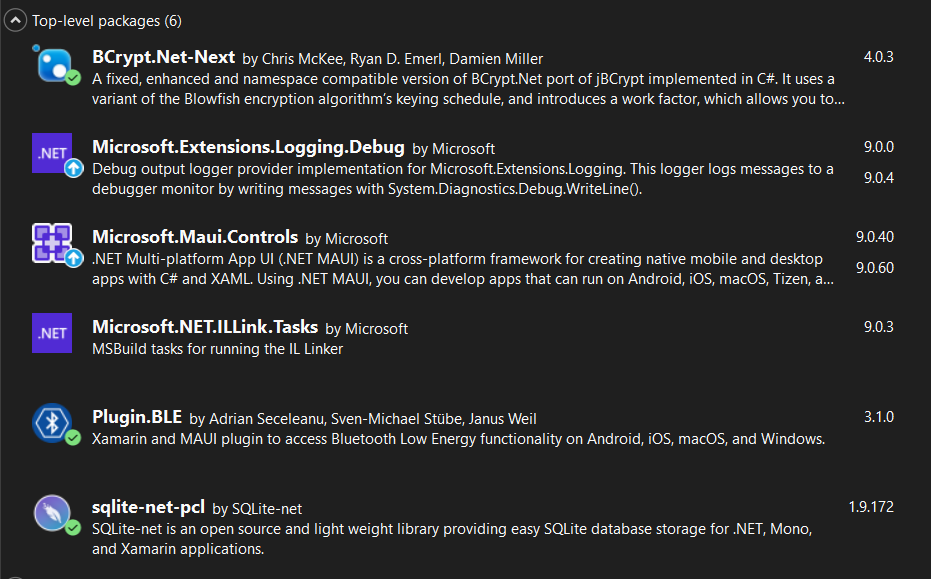 Top-level packages (6)
BCrypt.Net-Next by Chris McKee, Ryan D. Emerl, Damien Miller 4.0.3
A fixed, enhanced and namespace compatible version of BCrypt.Net port of jBCrypt implemented in C#. It uses a
variant of the Blowfish encryption algorithm's keying schedule, and introduces a work factor, which allows you to...
.NET Microsoft.Extensions.Logging.Debug by Microsoft 9.0.0
Debug output logger provider implementation for Microsoft.Extensions.Logging. This logger logs messages to a 9.0.4
debugger monitor by writing messages with System.Diagnostics.Debug.WriteLine().
Microsoft.Maui.Controls by Microsoft 9.0.40
.NET Multi-platform App UI (.NET MAUI) is a cross-platform framework for creating native mobile and desktop 9.0.60
apps with C# and XAML. Using .NET MAUI, you can develop apps that can run on Android, iOS, macOS, Tizen, a...
.NET Microsoft.NET.ILLink.Tasks by Microsoft 9.0.3
MSBuild tasks for running the IL Linker
Plugin.BLE by Adrian Seceleanu, Sven-Michael Stübe, Janus Weil 3.1.0
Xamarin and MAUI plugin to access Bluetooth Low Energy functionality on Android, iOS, macOS, and Windows.
sqlite-net-pcl by SQLite-net 1.9.172
SQLite-net is an open source and light weight library providing easy SQLite database storage for .NET, Mono,
and Xamarin applications.